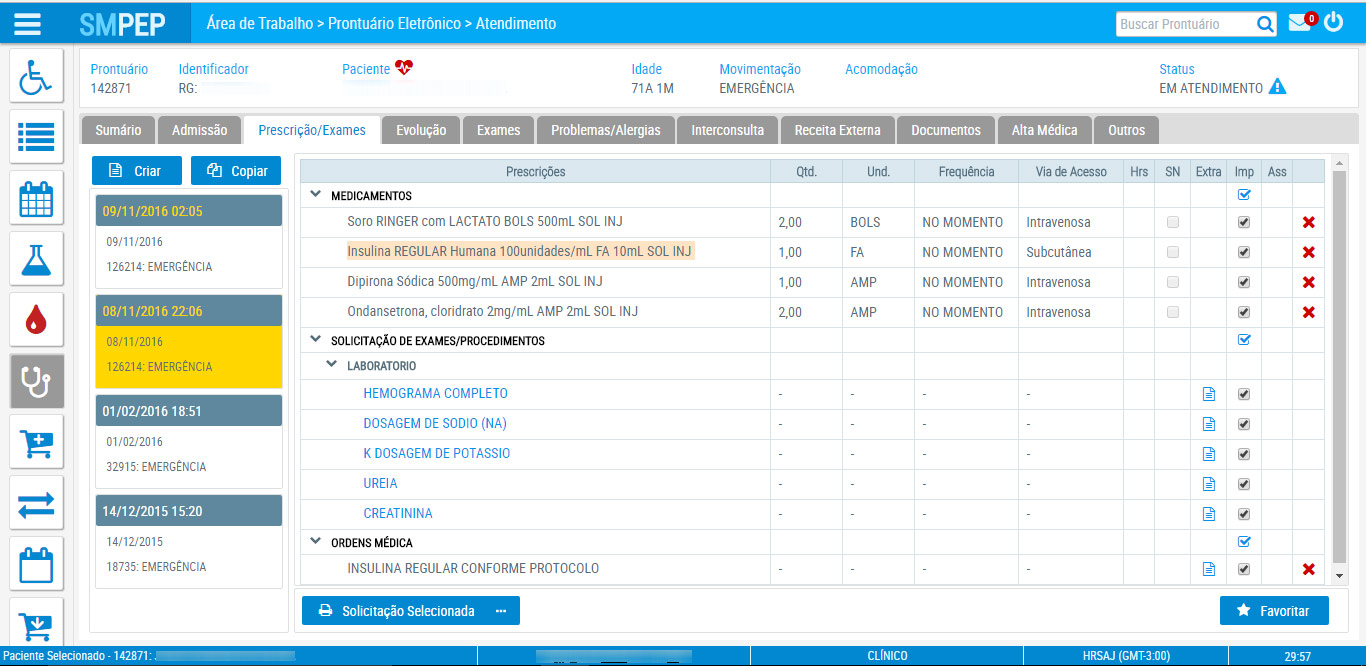 SMPEP
Área de Trabalho > Prontuário Eletrônico > Atendimento
Buscar Prontuário
0
Prontuário Identificador Paciente Idade Movimentação Acomodação Status
142871 RG: 71A 1M EMERGÊNCIA EM ATENDIMENTO
Sumário Admissão Prescrição/Exames Evolução Exames Problemas/Alergias Interconsulta Receita Externa Documentos Alta Médica Outros
Criar Copiar
09/11/2016 02:05
09/11/2016
126214: EMERGÊNCIA
08/11/2016 22:06
08/11/2016
126214: EMERGÊNCIA
01/02/2016 18:51
01/02/2016
32915: EMERGÊNCIA
14/12/2015 15:20
14/12/2015
18735: EMERGÊNCIA
Prescrições Qtd. Und. Frequência Via de Acesso Hrs SN Extra Imp Ass
MEDICAMENTOS
Soro RINGER com LACTATO BOLS 500mL SOL INJ 2,00 BOLS NO MOMENTO Intravenosa
Insulina REGULAR Humana 100unidades/mL FA 10mL SOL INJ 1,00 FA NO MOMENTO Subcutânea
Dipirona Sódica 500mg/mL AMP 2mL SOL INJ 1,00 AMP NO MOMENTO Intravenosa
Ondansetrona, cloridrato 2mg/mL AMP 2mL SOL INJ 2,00 AMP NO MOMENTO Intravenosa
SOLICITAÇÃO DE EXAMES/PROCEDIMENTOS
LABORATORIO
HEMOGRAMA COMPLETO - - - -
DOSAGEM DE SODIO (NA) - - - -
K DOSAGEM DE POTASSIO - - - -
UREIA - - - -
CREATININA - - - -
ORDENS MÉDICA
INSULINA REGULAR CONFORME PROTOCOLO - - - -
Solicitação Selecionada ...
Favoritar
Paciente Selecionado - 142871: CLÍNICO HRSAJ (GMT-3:00) 29:57